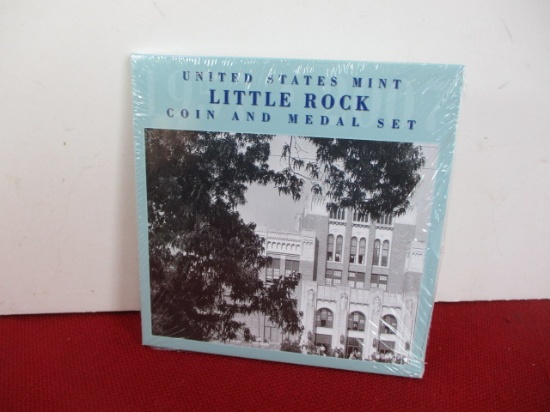 UNITED STATES MINT
LITTLE ROCK
COIN AND MEDAL SET